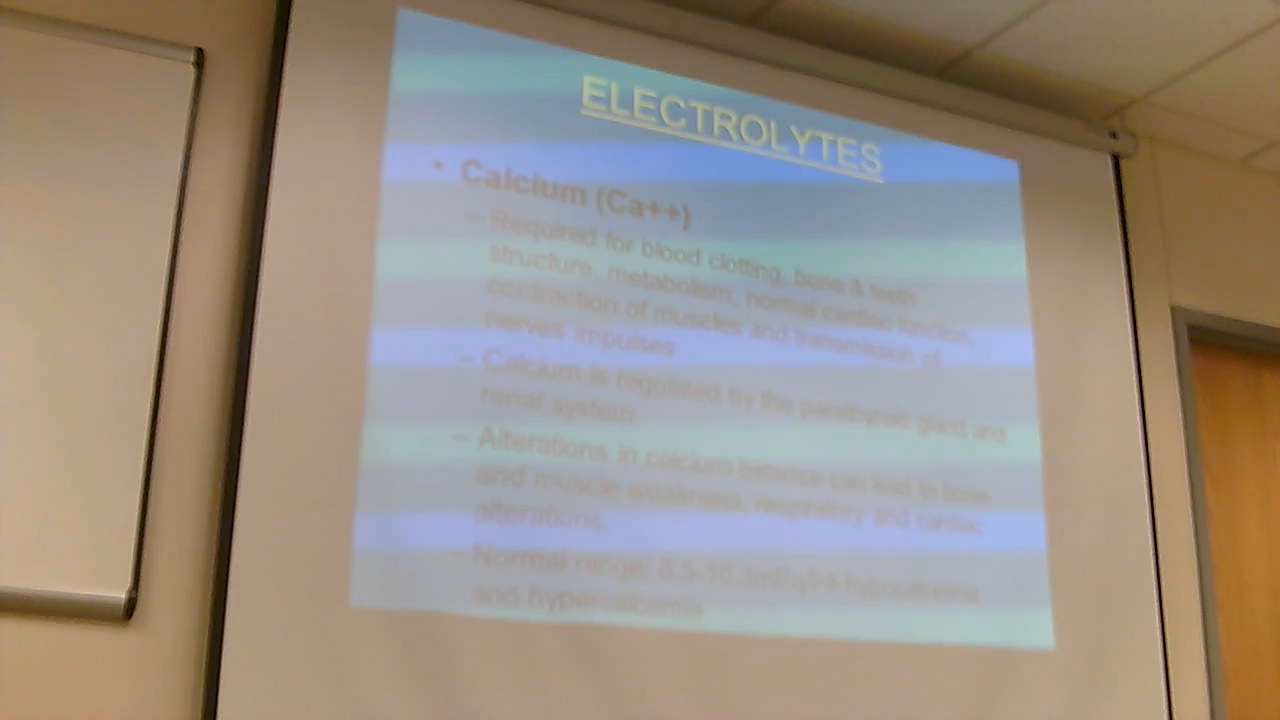 ELECTROLYTES
• Calcium (Ca++)
– Required for blood clotting, bone & teeth
structure, metabolism, normal cardiac function,
contraction of muscles and transmission of
nerves impulses
– Calcium is regulated by the parathyroid gland and
renal system.
– Alterations in calcium balance can lead to bone
and muscle weakness, respiratory and cardiac
alterations.
– Normal range:
and hypercalcemia